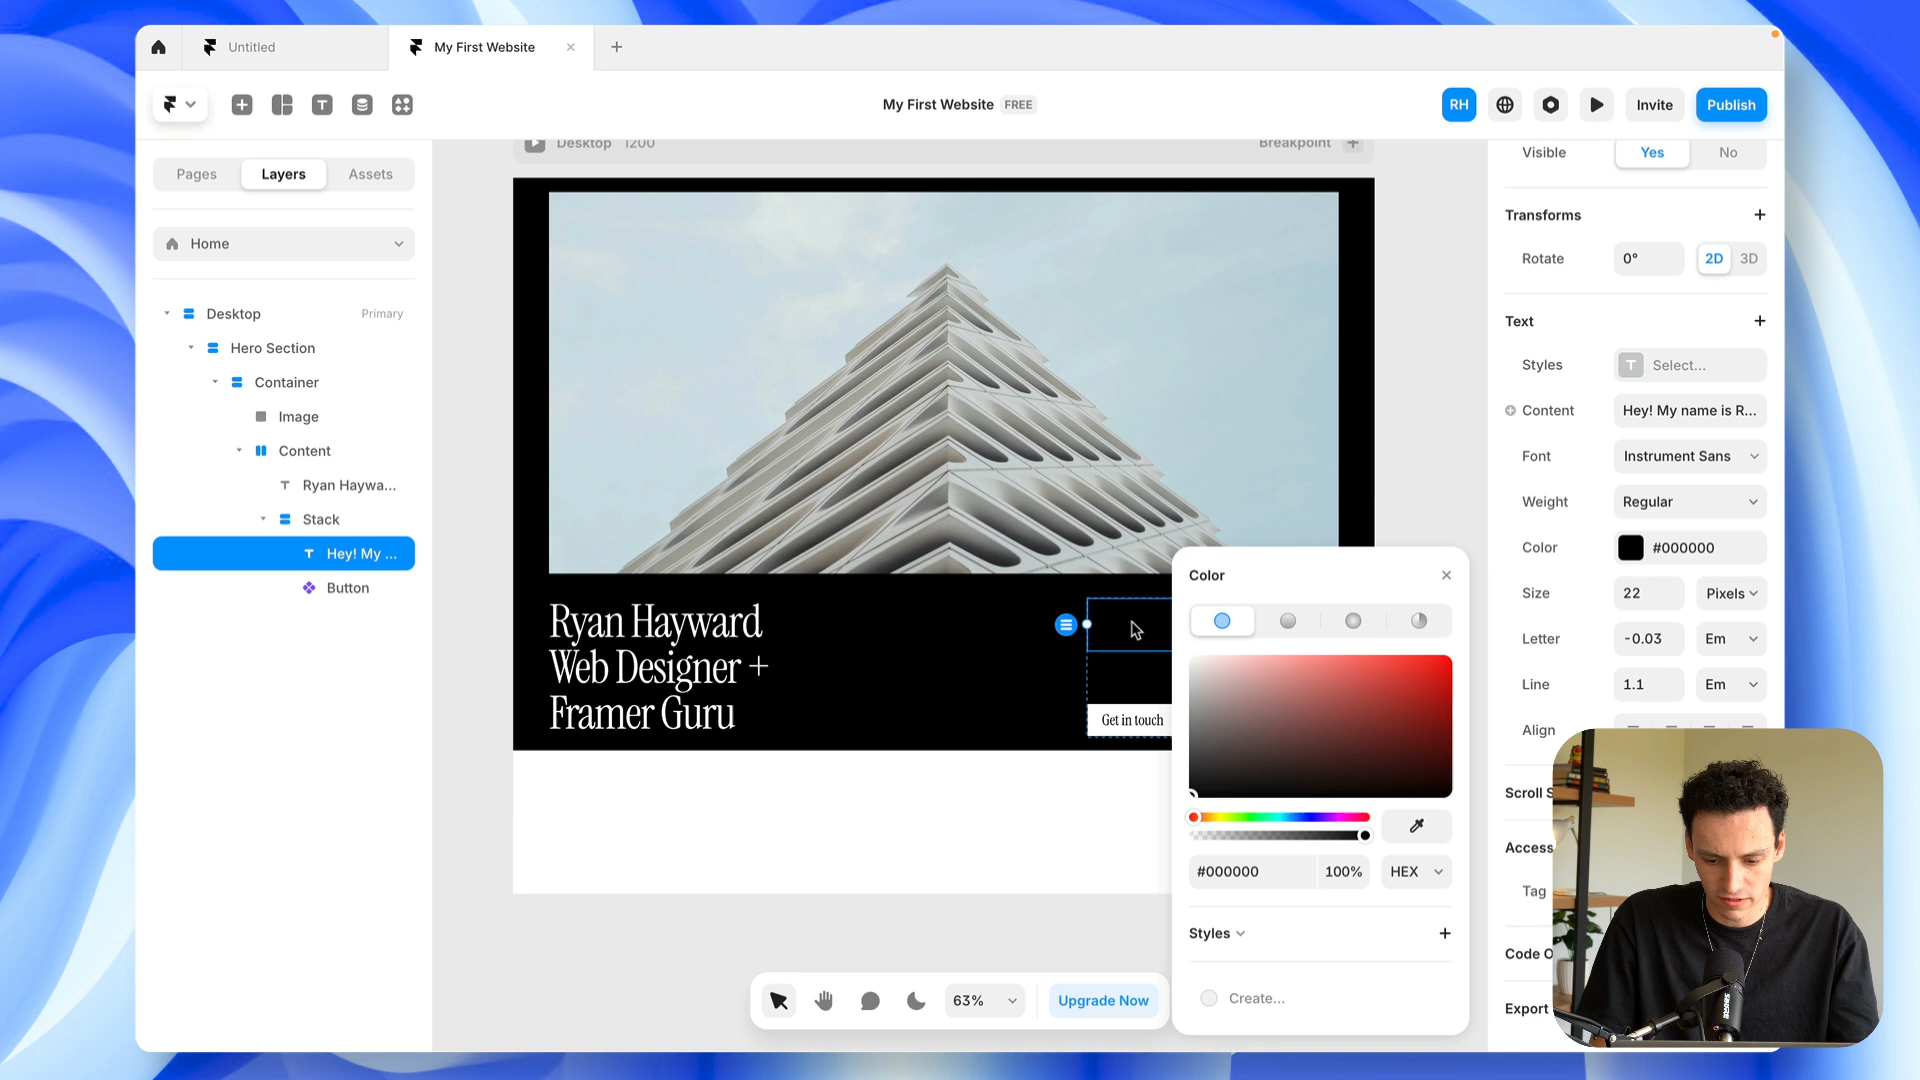 Untitled
My First Website
My First Website FREE
RH
Invite
Publish
Pages
Layers
Assets
Home
Desktop
Primary
Hero Section
Container
Image
Content
Ryan Haywa...
Stack
Hey! My ...
Button
Desktop 1200
Breakpoint
Ryan Hayward
Web Designer +
Framer Guru
Get in touch
63%
Upgrade Now
Color
#000000
100%
HEX
Styles
Create...
Visible
Yes
No
Transforms
Rotate
0°
2D
3D
Text
Styles
Select...
Content
Hey! My name is R...
Font
Instrument Sans
Weight
Regular
Color
#000000
Size
22
Pixels
Letter
-0.03
Em
Line
1.1
Em
Align
Scroll S
Access
Tag
Code O
Export